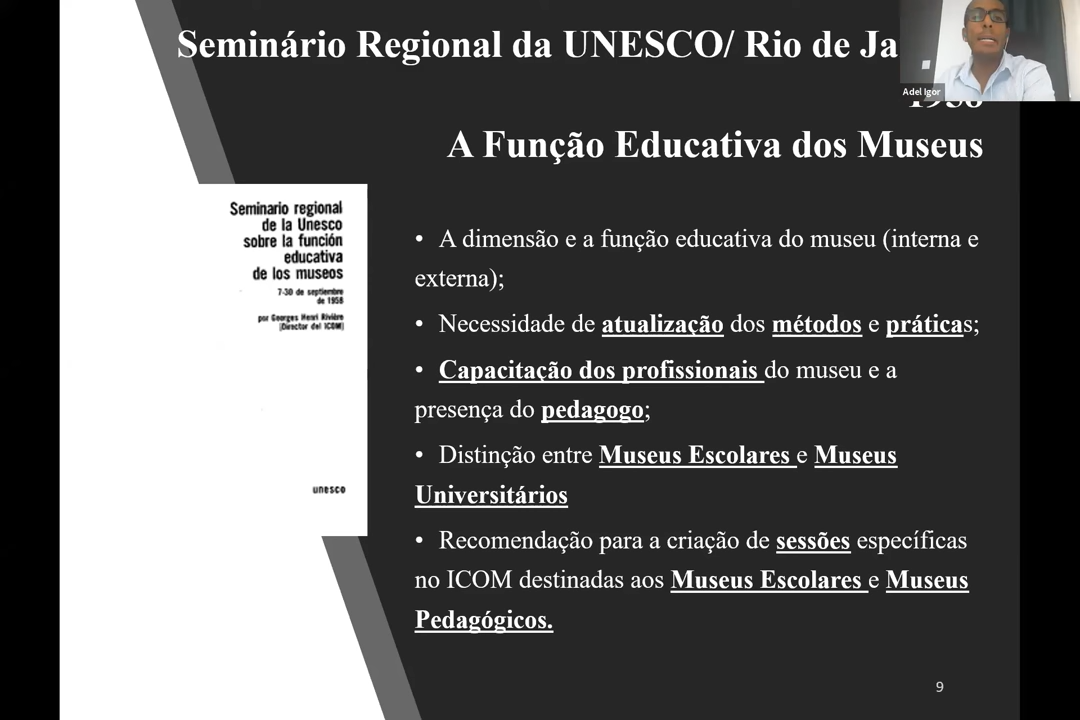 Seminário Regional da UNESCO/ Rio de Ja
Adel Igor
1958
A Função Educativa dos Museus
Seminario regional
de la Unesco
sobre la función
educativa
de los museos
7-30 de septiembre
de 1958
por Georges Henri Rivière
(Director del ICOM)
unesco
• A dimensão e a função educativa do museu (interna e
externa);
• Necessidade de atualização dos métodos e práticas;
• Capacitação dos profissionais do museu e a
presença do pedagogo;
• Distinção entre Museus Escolares e Museus
Universitários
• Recomendação para a criação de sessões específicas
no ICOM destinadas aos Museus Escolares e Museus
Pedagógicos.
9